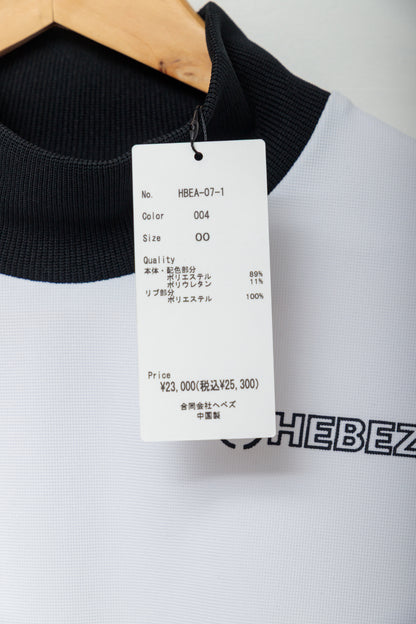 No. HBEA-07-1
Color 004
Size 00
Quality
本体・配色部分
ポリエステル 89%
ポリウレタン 11%
リブ部分
ポリエステル 100%
Price
¥23,000(税込¥25,300)
合同会社ヘベズ
中国製
HEBEZ